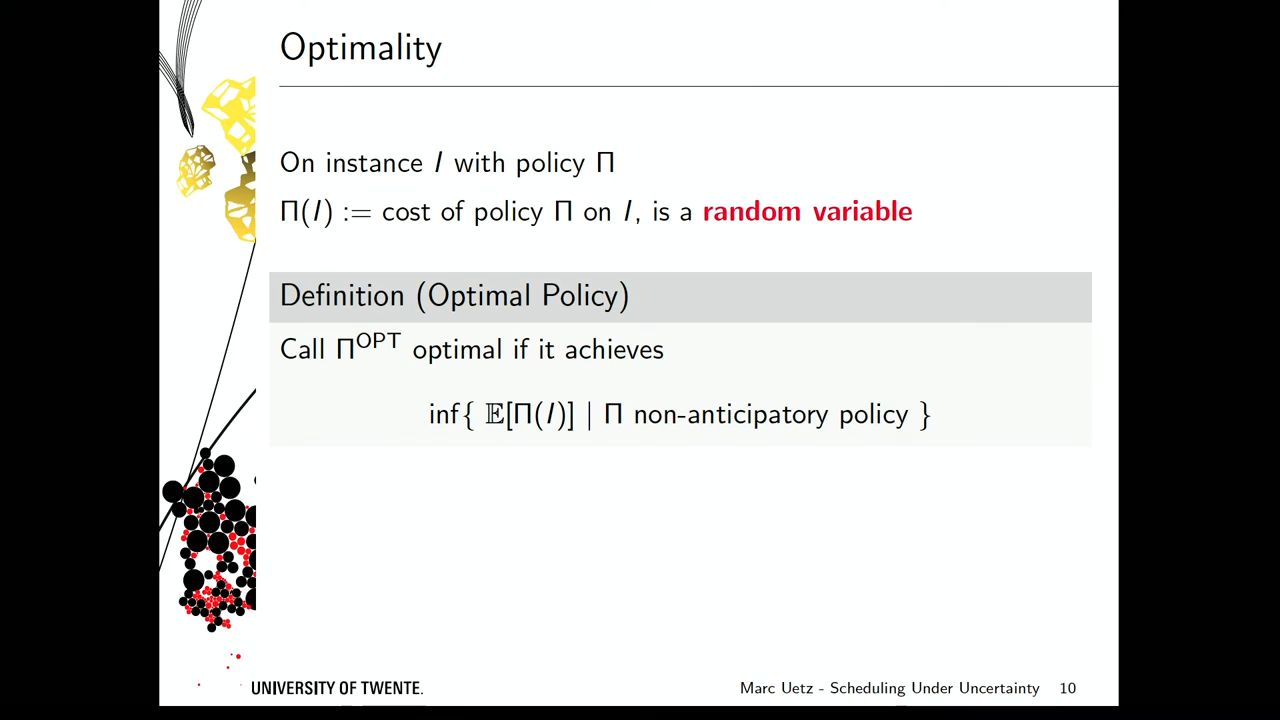 Optimality
On instance I with policy Π
Π(I) := cost of policy Π on I, is a random variable
Definition (Optimal Policy)
Call Π^OPT optimal if it achieves
inf{ 𝔼[Π(I)] | Π non-anticipatory policy }
UNIVERSITY OF TWENTE.
Marc Uetz - Scheduling Under Uncertainty 10